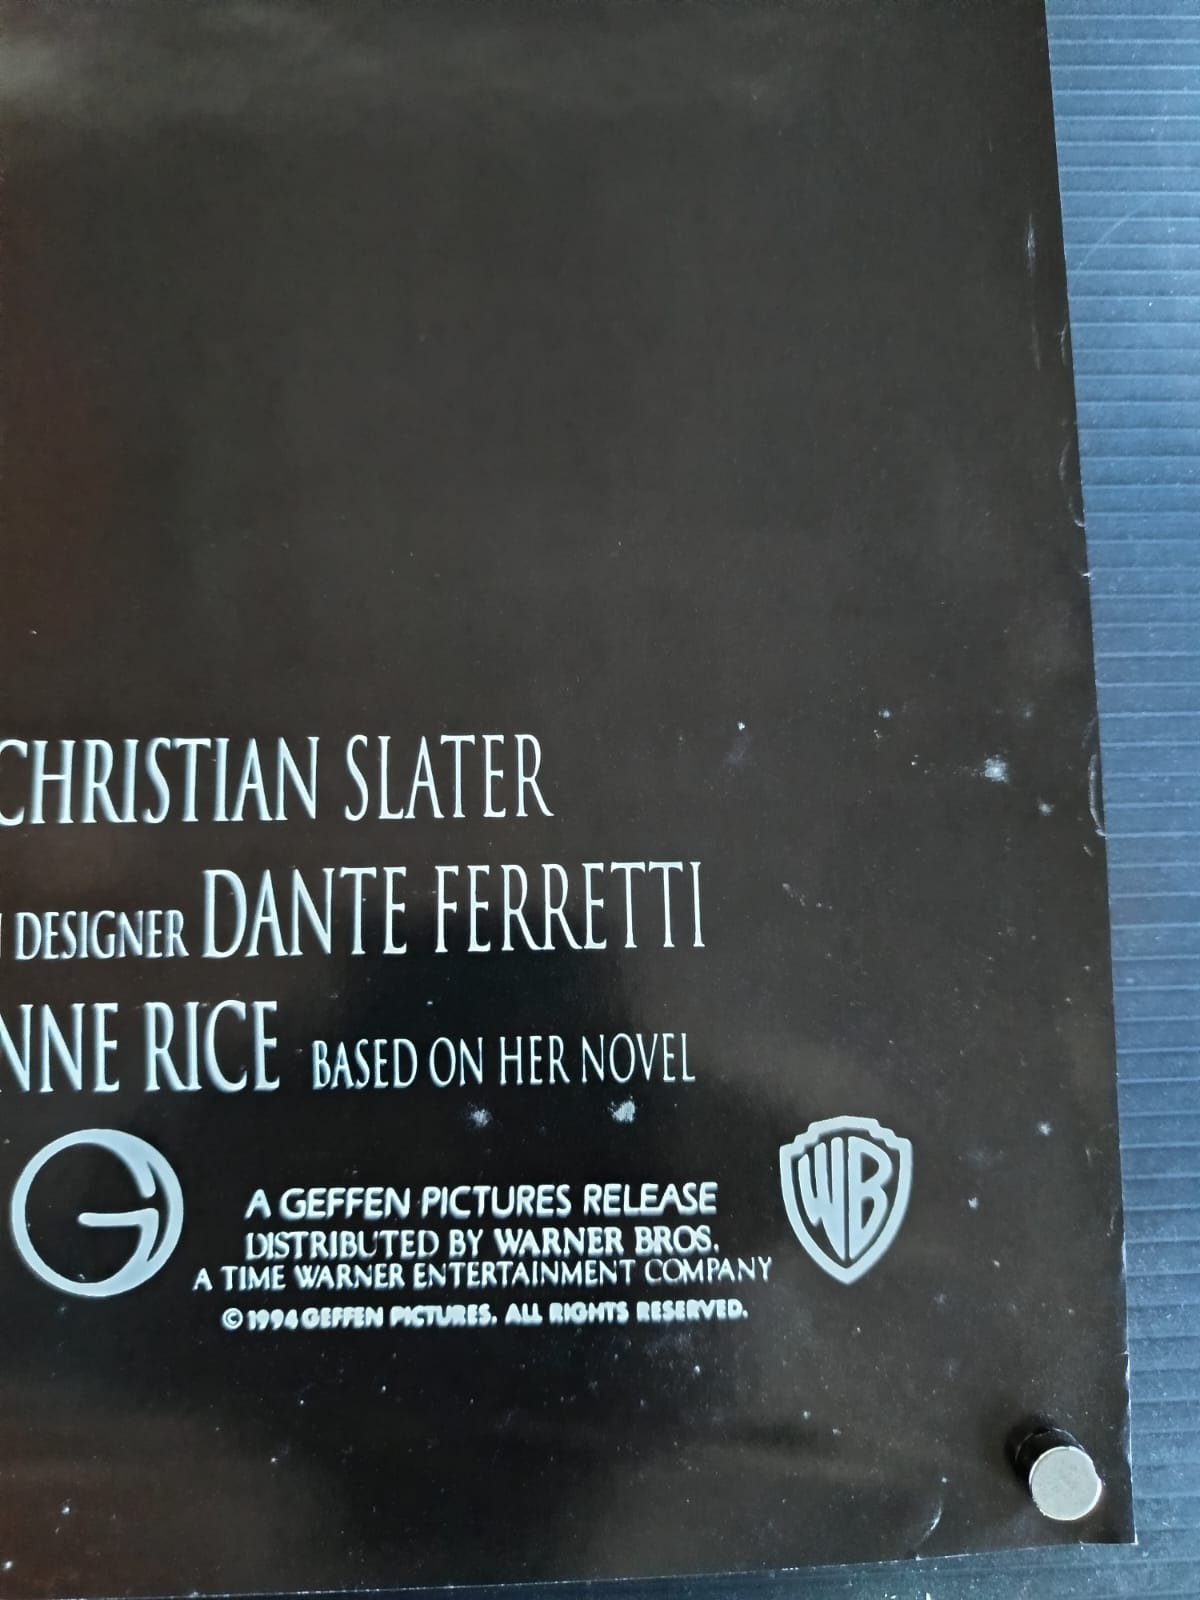 CHRISTIAN SLATER
DESIGNER DANTE FERRETTI
NNE RICE BASED ON HER NOVEL
G
A GEFFEN PICTURES RELEASE
DISTRIBUTED BY WARNER BROS.
A TIME WARNER ENTERTAINMENT COMPANY
© 1994 GEFFEN PICTURES. ALL RIGHTS RESERVED.
WB